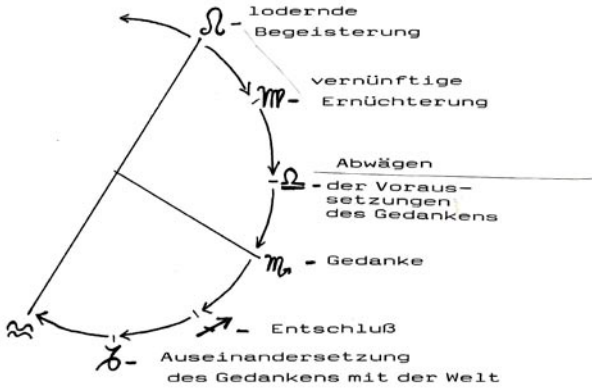 ♌ - lodernde
Begeisterung
♍ - vernünftige
Ernüchterung
Abwägen
♎ - der Voraus-
setzungen
des Gedankens
♏ - Gedanke
♐ - Entschluß
♒
♑ - Auseinandersetzung
des Gedankens mit der Welt